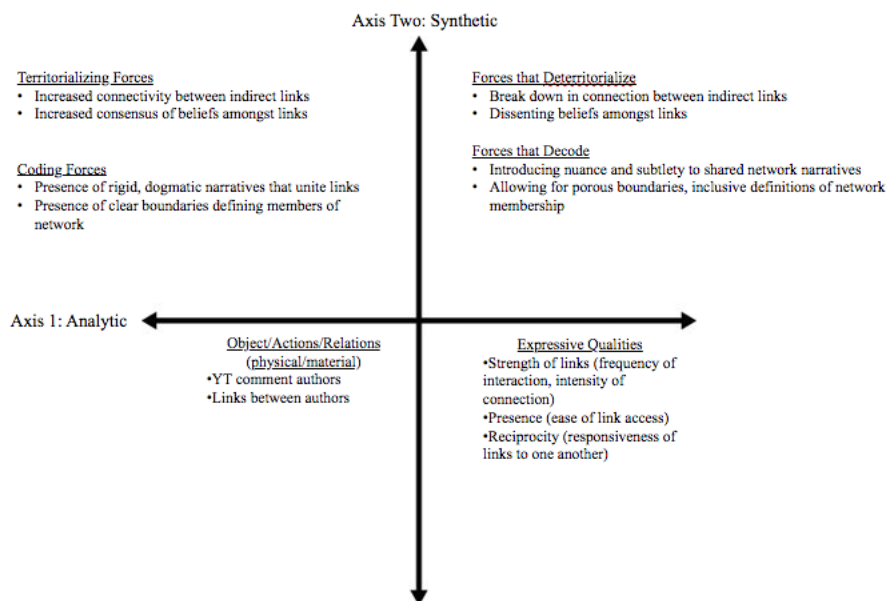 Axis Two: Synthetic
Territorializing Forces
• Increased connectivity between indirect links
• Increased consensus of beliefs amongst links
Coding Forces
• Presence of rigid, dogmatic narratives that unite links
• Presence of clear boundaries defining members of
network
Forces that Deterritorialize
• Break down in connection between indirect links
• Dissenting beliefs amongst links
Forces that Decode
• Introducing nuance and subtlety to shared network narratives
• Allowing for porous boundaries, inclusive definitions of network
membership
Axis 1: Analytic
Object/Actions/Relations
(physical/material)
•YT comment authors
•Links between authors
Expressive Qualities
•Strength of links (frequency of
interaction, intensity of
connection)
•Presence (ease of link access)
•Reciprocity (responsiveness of
links to one another)